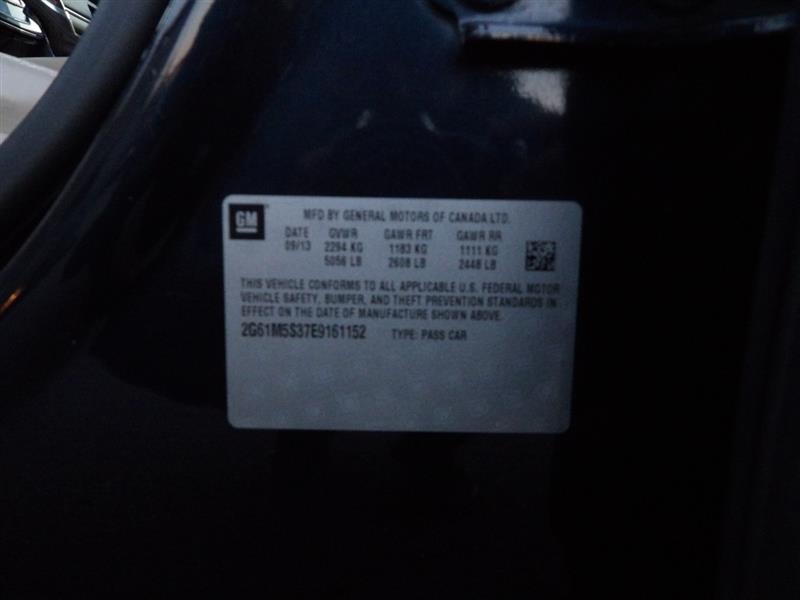 GM
MFD BY GENERAL MOTORS OF CANADA LTD.
DATE GVWR GAWR FRT GAWR RR
09/13 2294 KG 1183 KG 1111 KG
5056 LB 2608 LB 2448 LB
THIS VEHICLE CONFORMS TO ALL APPLICABLE U.S. FEDERAL MOTOR
VEHICLE SAFETY, BUMPER, AND THEFT PREVENTION STANDARDS IN
EFFECT ON THE DATE OF MANUFACTURE SHOWN ABOVE.
2G61M5S37E9161152 TYPE: PASS CAR